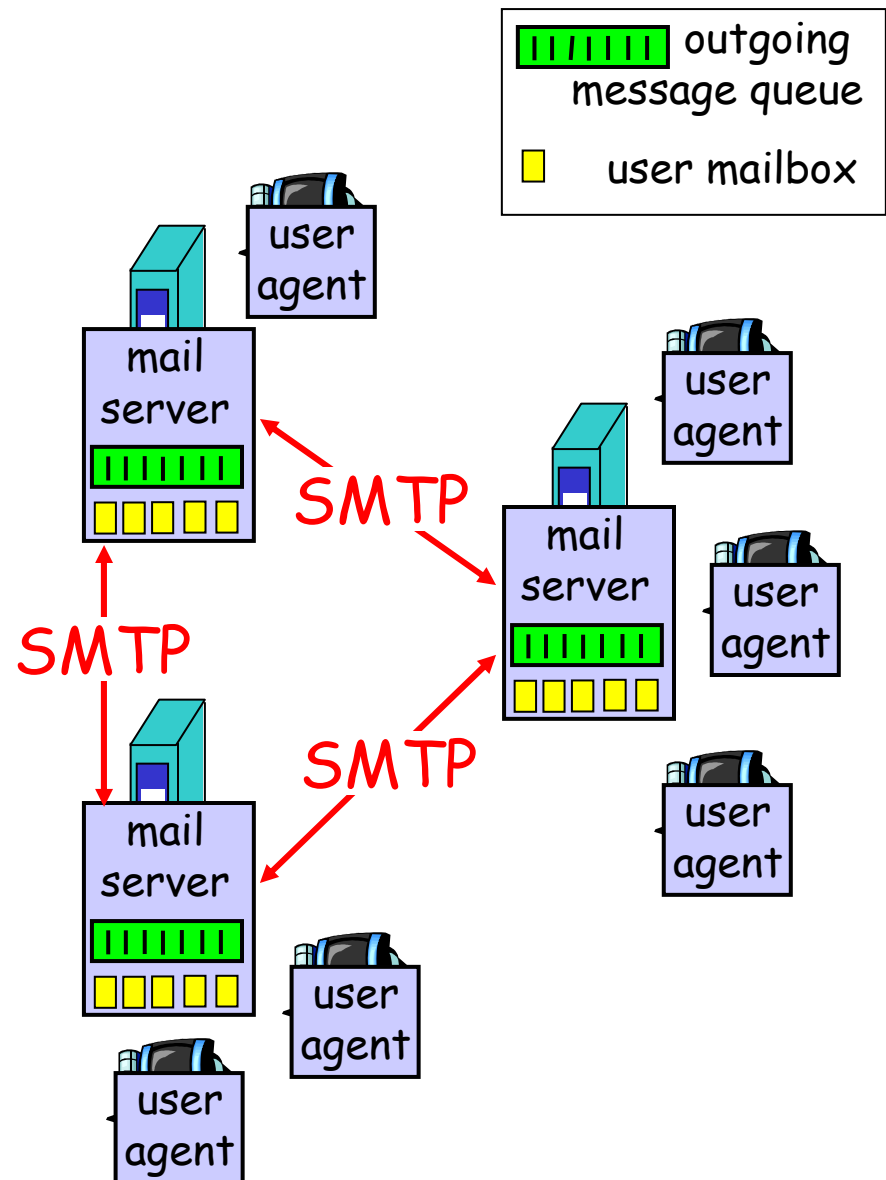 outgoing
message queue
user mailbox
user
agent
mail
server
user
agent
SMTP
mail
server
user
agent
SMTP
SMTP
user
agent
mail
server
user
agent
user
agent